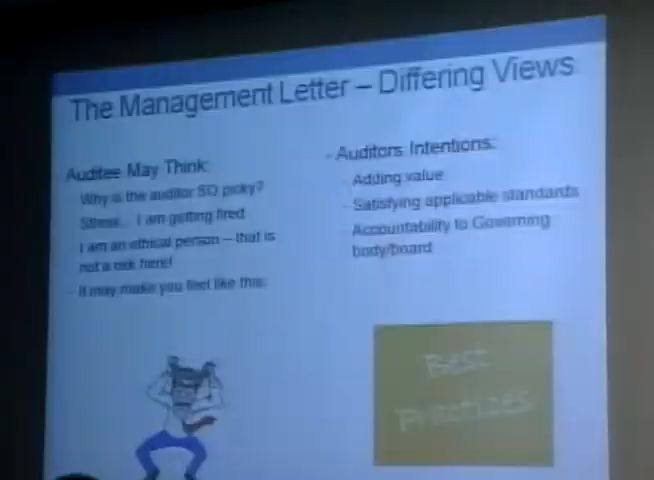 The Management Letter – Differing Views
Auditee May Think:
Why is the auditor SO picky?
Stress... I am getting fired
I am an ethical person – that is
not a risk here!
It may make you feel like this:
- Auditors Intentions:
Adding value
Satisfying applicable standards
Accountability to Governing
body/board
BEST
PRACTICES